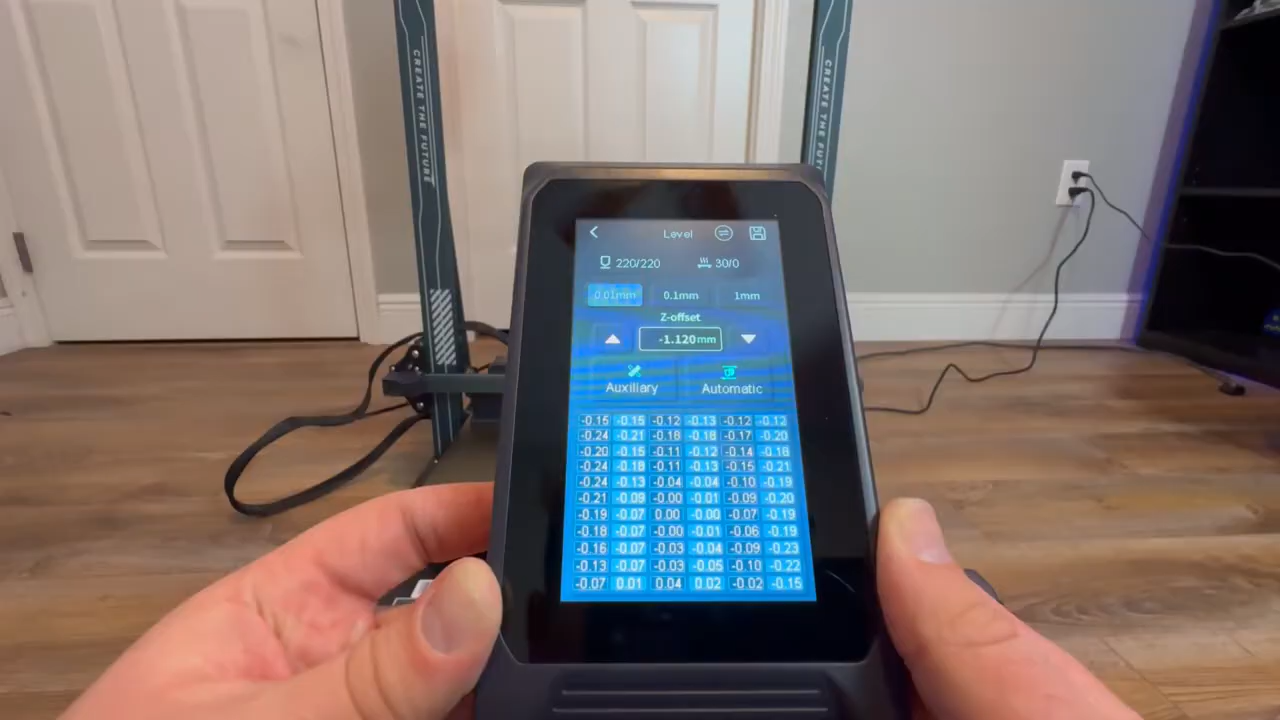 CREATE THE FUTURE
CREATE THE FUTURE
Level
220/220 30/0
0.01mm 0.1mm 1mm
Z-offset
-1.120mm
Auxiliary Automatic
-0.15 -0.15 -0.12 -0.13 -0.12 -0.12
-0.24 -0.21 -0.18 -0.18 -0.17 -0.20
-0.20 -0.15 -0.11 -0.12 -0.14 -0.18
-0.24 -0.18 -0.11 -0.13 -0.15 -0.21
-0.24 -0.13 -0.04 -0.04 -0.10 -0.19
-0.21 -0.09 -0.00 -0.01 -0.09 -0.20
-0.19 -0.07 0.00 -0.00 -0.07 -0.19
-0.18 -0.07 -0.00 -0.01 -0.06 -0.19
-0.16 -0.07 -0.03 -0.04 -0.09 -0.23
-0.13 -0.07 -0.03 -0.05 -0.10 -0.22
-0.07 0.01 0.04 0.02 -0.02 -0.15